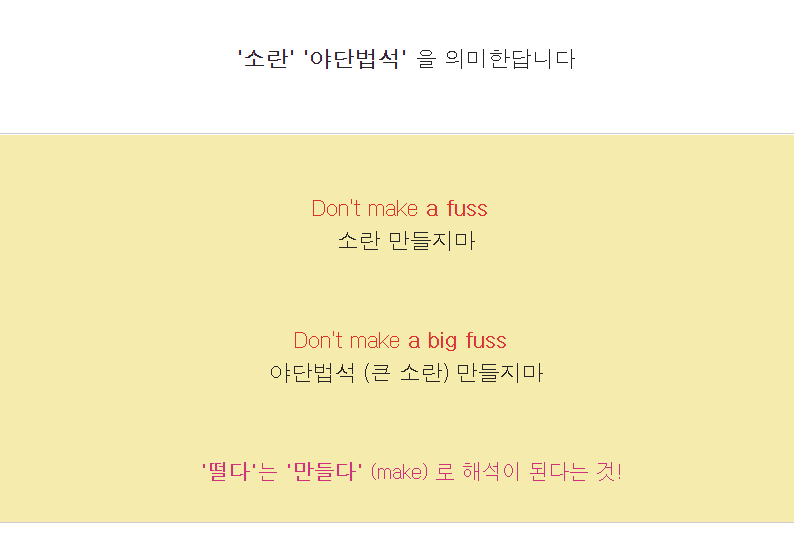 '소란' '야단법석' 을 의미한답니다
Don't make a fuss
소란 만들지마
Don't make a big fuss
야단법석 (큰 소란) 만들지마
'떨다'는 '만들다' (make) 로 해석이 된다는 것!